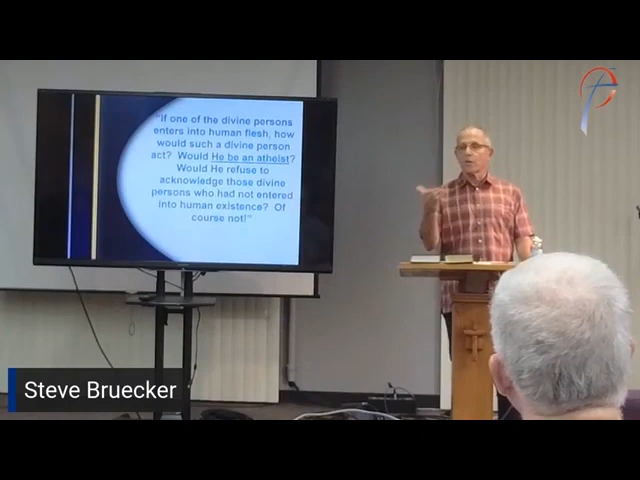 "If one of the divine persons
enters into human flesh, how
would such a divine person
act? Would He be an atheist?
Would He refuse to
acknowledge those divine
persons who had not entered
into human existence? Of
course not!"
Steve Bruecker